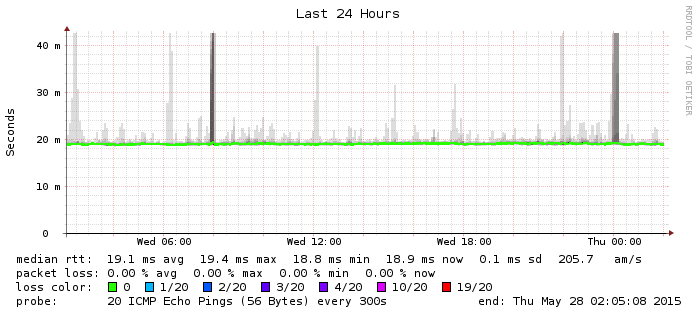 Last 24 Hours
RRDTOOL / TOBI OETIKER
Seconds
40 m
30 m
20 m
10 m
0
Wed 06:00 Wed 12:00 Wed 18:00 Thu 00:00
median rtt: 19.1 ms avg 19.4 ms max 18.8 ms min 18.9 ms now 0.1 ms sd 205.7 am/s
packet loss: 0.00 % avg 0.00 % max 0.00 % min 0.00 % now
loss color: 0 1/20 2/20 3/20 4/20 10/20 19/20
probe: 20 ICMP Echo Pings (56 Bytes) every 300s end: Thu May 28 02:05:08 2015